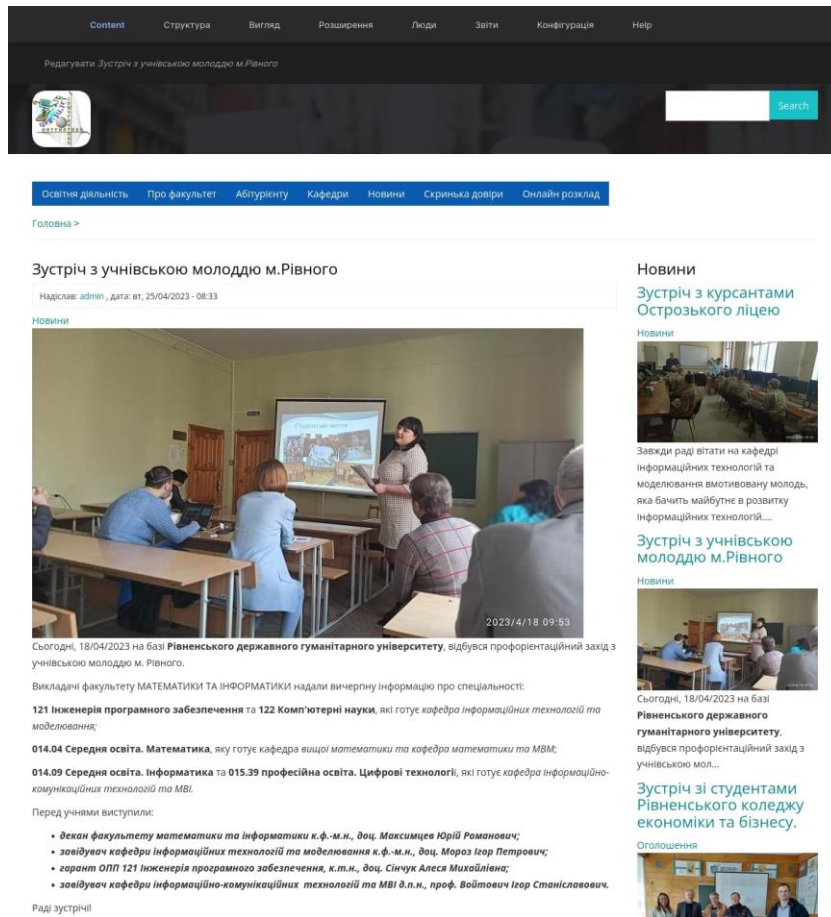 Content Структура Вигляд Розширення Люди Звіти Конфігурація Help
Редагувати Зустріч з учнівською молоддю м.Рівного
Search
Освітня діяльність Про факультет Абітурієнту Кафедри Новини Скринька довіри Онлайн розклад
Головна >
Зустріч з учнівською молоддю м.Рівного
Надіслав: admin , дата: вт, 25/04/2023 - 08:33
Новини
Студентське життя
2023/4/18 09:53
Сьогодні, 18/04/2023 на базі Рівненського державного гуманітарного університету, відбувся профорієнтаційний захід з
учнівською молоддю м. Рівного.
Викладачі факультету МАТЕМАТИКИ ТА ІНФОРМАТИКИ надали вичерпну інформацію про спеціальності:
121 Інженерія програмного забезпечення та 122 Комп'ютерні науки, які готує кафедра інформаційних технологій та
моделювання;
014.04 Середня освіта. Математика, яку готує кафедра вищої математики та кафедра математики та МВМ;
014.09 Середня освіта. Інформатика та 015.39 професійна освіта. Цифрові технології, які готує кафедра інформаційно-
комунікаційних технологій та МВІ.
Перед учнями виступили:
• декан факультету математики та інформатики к.ф.-м.н., доц. Максимцев Юрій Романович;
• завідувач кафедри інформаційних технологій та моделювання к.ф.-м.н., доц. Мороз Ігор Петрович;
• гарант ОПП 121 Інженерія програмного забезпечення, к.т.н., доц. Сінчук Алеся Михайлівна;
• завідувач кафедри інформаційно-комунікаційних технологій та МВІ д.п.н., проф. Войтович Ігор Станіславович.
Раді зустрічі!
Новини
Зустріч з курсантами
Острозького ліцею
Новини
Завжди раді вітати на кафедрі
інформаційних технологій та
моделювання вмотивовану молодь,
яка бачить майбутнє в розвитку
інформаційних технологій....
Зустріч з учнівською
молоддю м.Рівного
Новини
Сьогодні, 18/04/2023 на базі
Рівненського державного
гуманітарного університету,
відбувся профорієнтаційний захід з
учнівською мол...
Зустріч зі студентами
Рівненського коледжу
економіки та бізнесу.
Оголошення